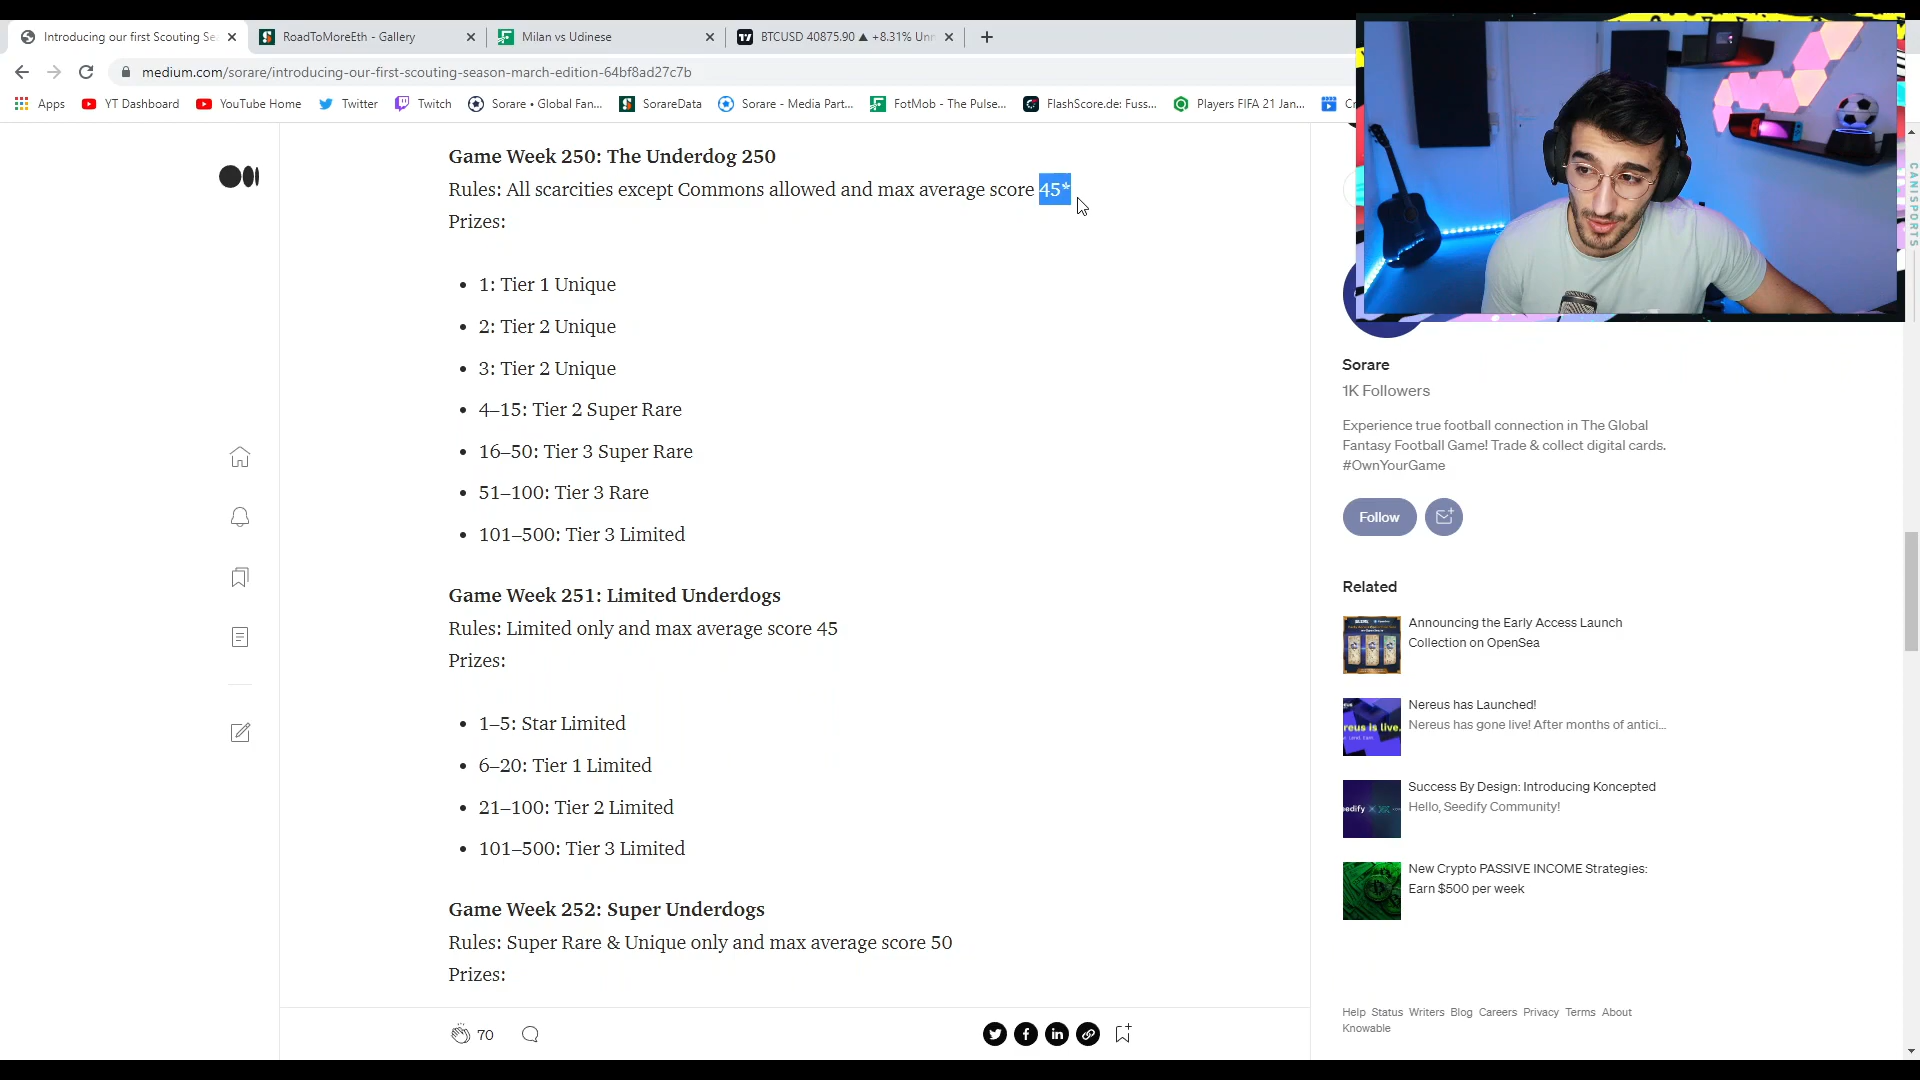 Introducing our first Scouting Se
RoadToMoreEth - Gallery
Milan vs Udinese
BTCUSD 40875.90 ▲ +8.31% Unn
medium.com/sorare/introducing-our-first-scouting-season-march-edition-64bf8ad27c7b
Apps
YT Dashboard
YouTube Home
Twitter
Twitch
Sorare • Global Fan...
SorareData
Sorare - Media Part...
FotMob - The Pulse...
FlashScore.de: Fuss...
Players FIFA 21 Jan...
Game Week 250: The Underdog 250
Rules: All scarcities except Commons allowed and max average score 45*
Prizes:
• 1: Tier 1 Unique
• 2: Tier 2 Unique
• 3: Tier 2 Unique
• 4–15: Tier 2 Super Rare
• 16–50: Tier 3 Super Rare
• 51–100: Tier 3 Rare
• 101–500: Tier 3 Limited
Game Week 251: Limited Underdogs
Rules: Limited only and max average score 45
Prizes:
• 1–5: Star Limited
• 6–20: Tier 1 Limited
• 21–100: Tier 2 Limited
• 101–500: Tier 3 Limited
Game Week 252: Super Underdogs
Rules: Super Rare & Unique only and max average score 50
Prizes:
70
CANISPORTS
Sorare
1K Followers
Experience true football connection in The Global
Fantasy Football Game! Trade & collect digital cards.
#OwnYourGame
Follow
Related
Announcing the Early Access Launch
Collection on OpenSea
Nereus has Launched!
Nereus has gone live! After months of antici...
Success By Design: Introducing Koncepted
Hello, Seedify Community!
New Crypto PASSIVE INCOME Strategies:
Earn $500 per week
Help Status Writers Blog Careers Privacy Terms About
Knowable